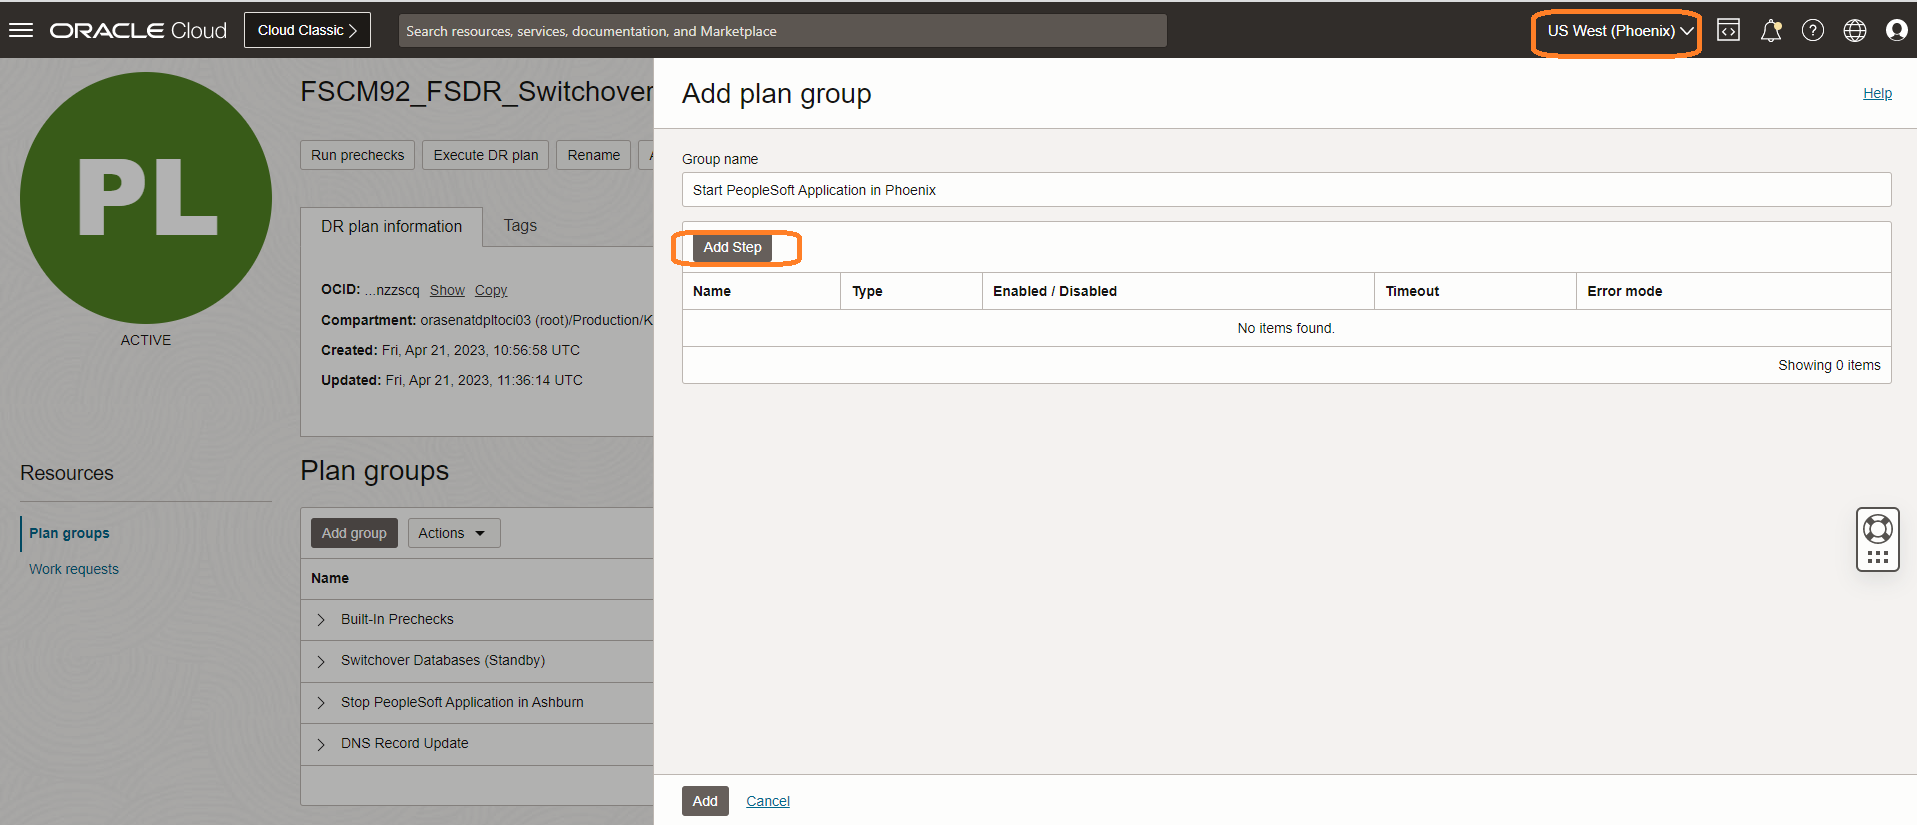 ORACLE Cloud
Cloud Classic
Search resources, services, documentation, and Marketplace
US West (Phoenix)
PL
ACTIVE
Resources
Plan groups
Work requests
FSCM92_FSDR_Switchover
Run prechecks
Execute DR plan
Rename
DR plan information
Tags
OCID: ...nzzscq Show Copy
Compartment: orasenatdpltoci03 (root)/Production/K
Created: Fri, Apr 21, 2023, 10:56:58 UTC
Updated: Fri, Apr 21, 2023, 11:36:14 UTC
Plan groups
Add group
Actions
Name
Built-In Prechecks
Switchover Databases (Standby)
Stop PeopleSoft Application in Ashburn
DNS Record Update
Add plan group
Help
Group name
Start PeopleSoft Application in Phoenix
Add Step
Name Type Enabled / Disabled Timeout Error mode
No items found.
Showing 0 items
Add
Cancel